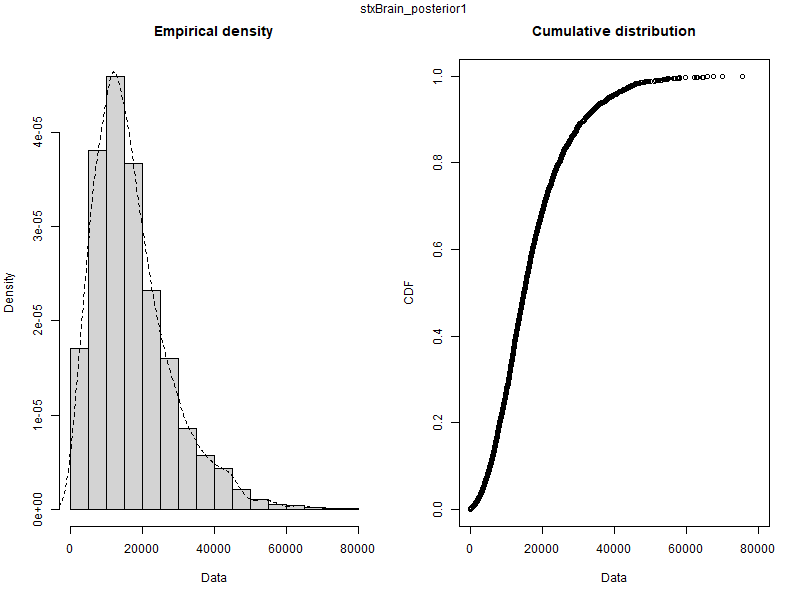 stxBrain_posterior1
Empirical density
Density
4e-05
3e-05
2e-05
1e-05
0e+00
0 20000 40000 60000 80000
Data
Cumulative distribution
CDF
1.0
0.8
0.6
0.4
0.2
0.0
0 20000 40000 60000 80000
Data